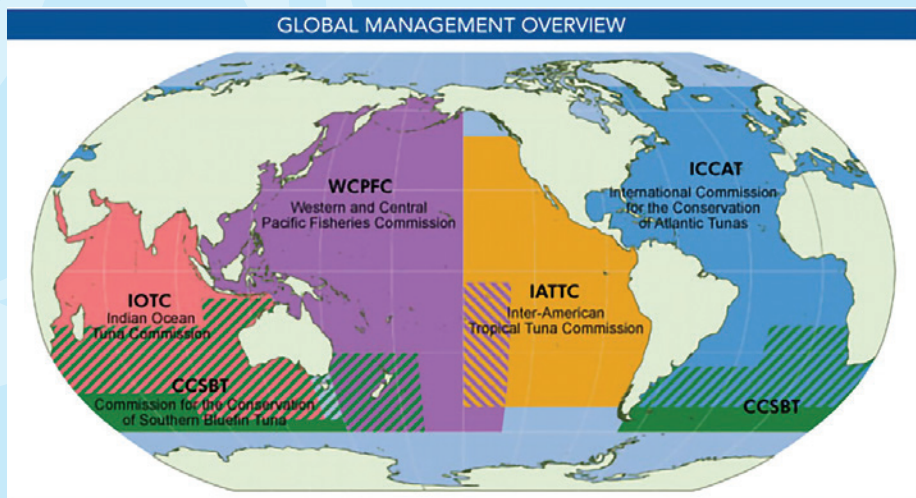 GLOBAL MANAGEMENT OVERVIEW
WCPFC
Western and Central
Pacific Fisheries Commission
ICCAT
International Commission
for the Conservation
of Atlantic Tunas
IOTC
Indian Ocean
Tuna Commission
IATTC
Inter-American
Tropical Tuna Commission
CCSBT
Commission for the Conservation
of Southern Bluefin Tuna
CCSBT